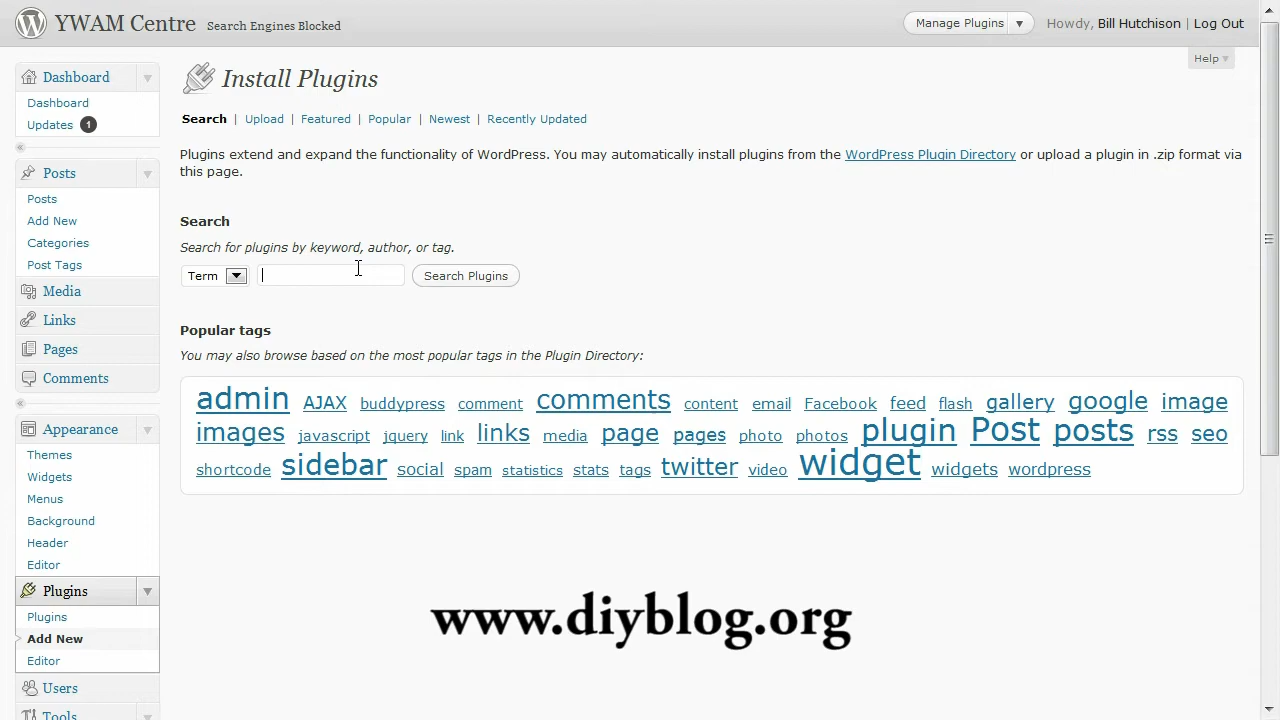 YWAM Centre Search Engines Blocked
Manage Plugins Howdy, Bill Hutchison | Log Out
Help
Dashboard
Dashboard
Updates 1
Posts
Posts
Add New
Categories
Post Tags
Media
Links
Pages
Comments
Appearance
Themes
Widgets
Menus
Background
Header
Editor
Plugins
Plugins
Add New
Editor
Users
Tools
Install Plugins
Search | Upload | Featured | Popular | Newest | Recently Updated
Plugins extend and expand the functionality of WordPress. You may automatically install plugins from the WordPress Plugin Directory or upload a plugin in .zip format via
this page.
Search
Search for plugins by keyword, author, or tag.
Term Search Plugins
Popular tags
You may also browse based on the most popular tags in the Plugin Directory:
admin AJAX buddypress comment comments content email Facebook feed flash gallery google image
images javascript jquery link links media page pages photo photos plugin Post posts rss seo
shortcode sidebar social spam statistics stats tags twitter video widget widgets wordpress
www.diyblog.org